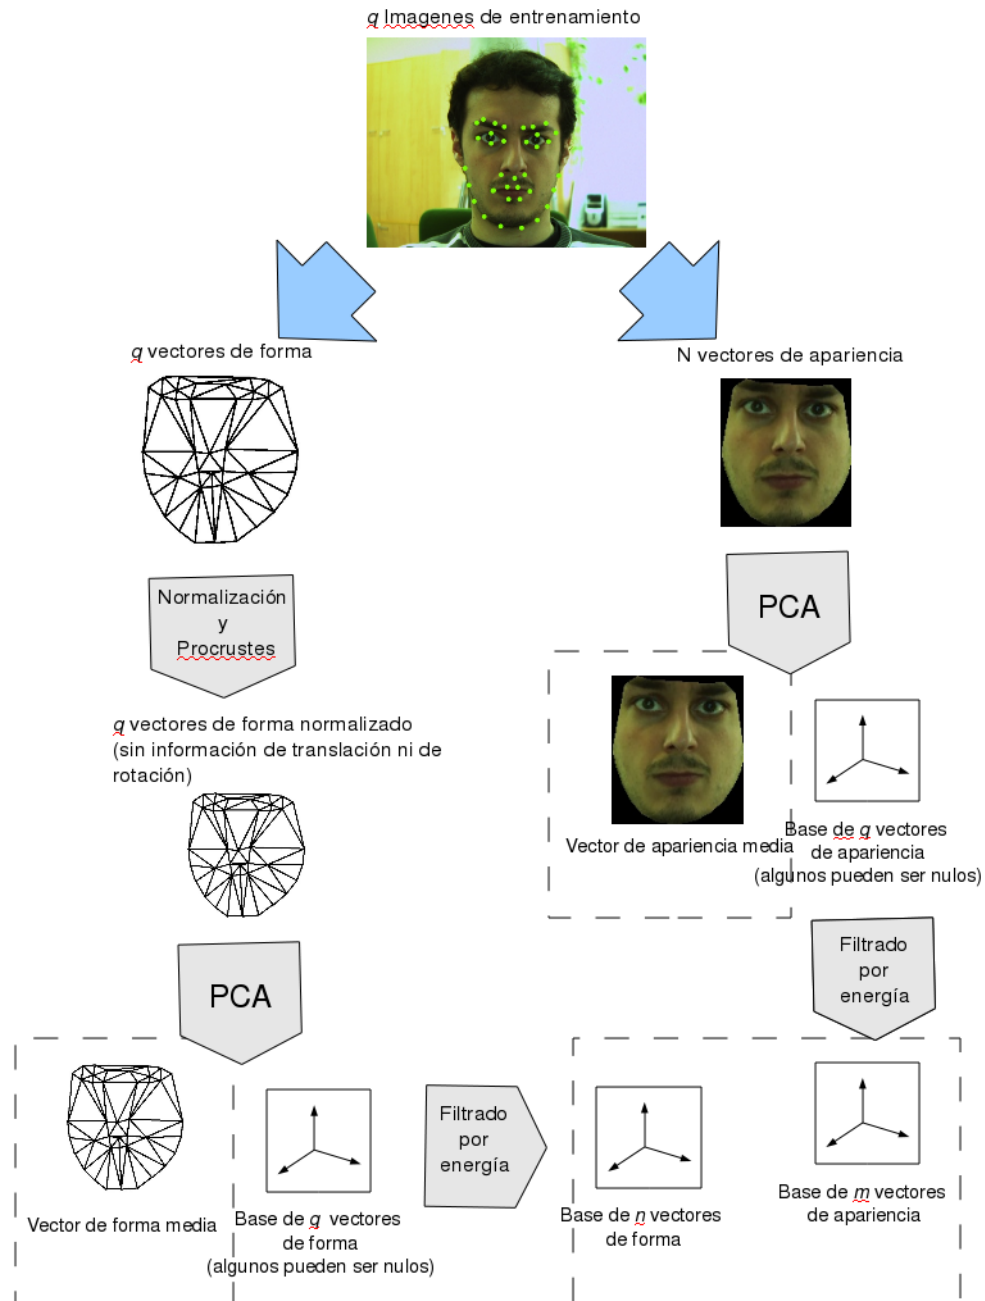 q Imagenes de entrenamiento
q vectores de forma
N vectores de apariencia
Normalización
y
Procrustes
PCA
q vectores de forma normalizado
(sin información de translación ni de
rotación)
Vector de apariencia media
Base de q vectores
de apariencia
(algunos pueden ser nulos)
Filtrado
por
energía
PCA
Filtrado
por
energía
Vector de forma media
Base de q vectores
de forma
(algunos pueden ser nulos)
Base de n vectores
de forma
Base de m vectores
de apariencia